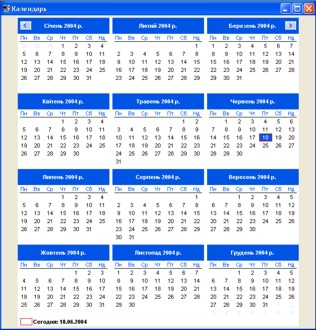 Календарь
Січень 2004 р.
Пн Вв Ср Чт Пт Сб Нд
1 2 3 4
5 6 7 8 9 10 11
12 13 14 15 16 17 18
19 20 21 22 23 24 25
26 27 28 29 30 31
Лютий 2004 р.
Пн Вв Ср Чт Пт Сб Нд
1
2 3 4 5 6 7 8
9 10 11 12 13 14 15
16 17 18 19 20 21 22
23 24 25 26 27 28 29
Березень 2004 р.
Пн Вв Ср Чт Пт Сб Нд
1 2 3 4 5 6 7
8 9 10 11 12 13 14
15 16 17 18 19 20 21
22 23 24 25 26 27 28
29 30 31
Квітень 2004 р.
Пн Вв Ср Чт Пт Сб Нд
1 2 3 4
5 6 7 8 9 10 11
12 13 14 15 16 17 18
19 20 21 22 23 24 25
26 27 28 29 30
Травень 2004 р.
Пн Вв Ср Чт Пт Сб Нд
1 2
3 4 5 6 7 8 9
10 11 12 13 14 15 16
17 18 19 20 21 22 23
24 25 26 27 28 29 30
31
Червень 2004 р.
Пн Вв Ср Чт Пт Сб Нд
1 2 3 4 5 6
7 8 9 10 11 12 13
14 15 16 17 18 19 20
21 22 23 24 25 26 27
28 29 30
Липень 2004 р.
Пн Вв Ср Чт Пт Сб Нд
1 2 3 4
5 6 7 8 9 10 11
12 13 14 15 16 17 18
19 20 21 22 23 24 25
26 27 28 29 30 31
Серпень 2004 р.
Пн Вв Ср Чт Пт Сб Нд
1
2 3 4 5 6 7 8
9 10 11 12 13 14 15
16 17 18 19 20 21 22
23 24 25 26 27 28 29
30 31
Вересень 2004 р.
Пн Вв Ср Чт Пт Сб Нд
1 2 3 4 5
6 7 8 9 10 11 12
13 14 15 16 17 18 19
20 21 22 23 24 25 26
27 28 29 30
Жовтень 2004 р.
Пн Вв Ср Чт Пт Сб Нд
1 2 3
4 5 6 7 8 9 10
11 12 13 14 15 16 17
18 19 20 21 22 23 24
25 26 27 28 29 30 31
Листопад 2004 р.
Пн Вв Ср Чт Пт Сб Нд
1 2 3 4 5 6 7
8 9 10 11 12 13 14
15 16 17 18 19 20 21
22 23 24 25 26 27 28
29 30
Грудень 2004 р.
Пн Вв Ср Чт Пт Сб Нд
1 2 3 4 5
6 7 8 9 10 11 12
13 14 15 16 17 18 19
20 21 22 23 24 25 26
27 28 29 30 31
Сегодня: 18.06.2004